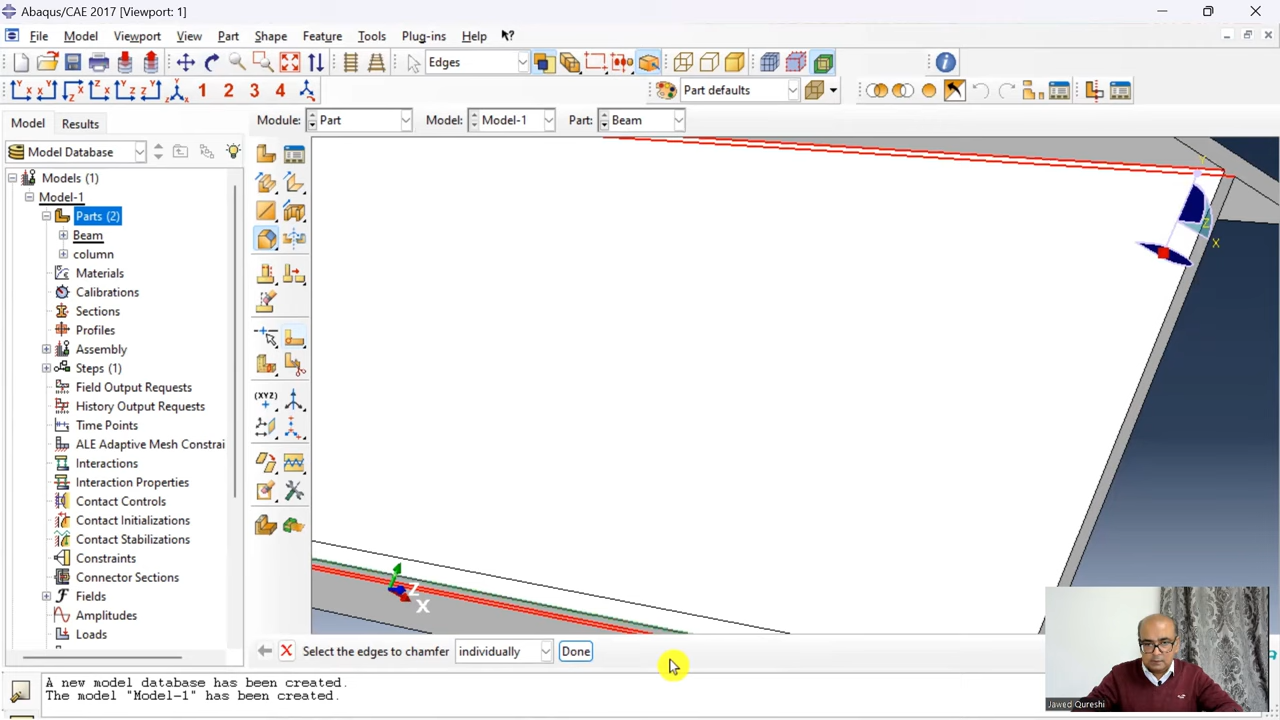 Abaqus/CAE 2017 [Viewport: 1]
File Model Viewport View Part Shape Feature Tools Plug-ins Help
Edges
1 2 3 4
Part defaults
Model Results
Module: Part Model: Model-1 Part: Beam
Model Database
Models (1)
Model-1
Parts (2)
Beam
column
Materials
Calibrations
Sections
Profiles
Assembly
Steps (1)
Field Output Requests
History Output Requests
Time Points
ALE Adaptive Mesh Constrai
Interactions
Interaction Properties
Contact Controls
Contact Initializations
Contact Stabilizations
Constraints
Connector Sections
Fields
Amplitudes
Loads
(XYZ)
Y
Z
X
Z
X
Select the edges to chamfer individually Done
A new model database has been created.
The model "Model-1" has been created.
Jawed Qureshi